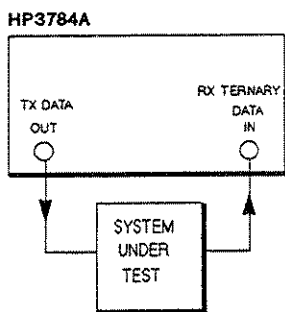 HP3784A
TX DATA
OUT
RX TERNARY
DATA
IN
SYSTEM
UNDER
TEST